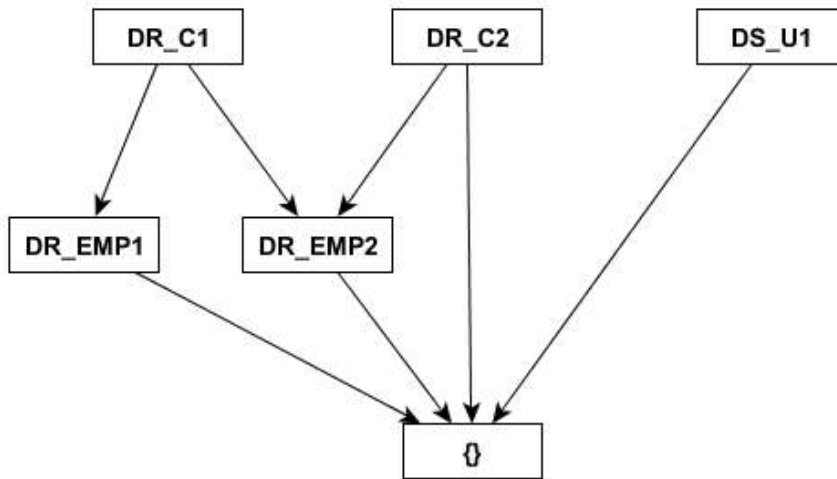 DR_C1
DR_C2
DS_U1
DR_EMP1
DR_EMP2
{}